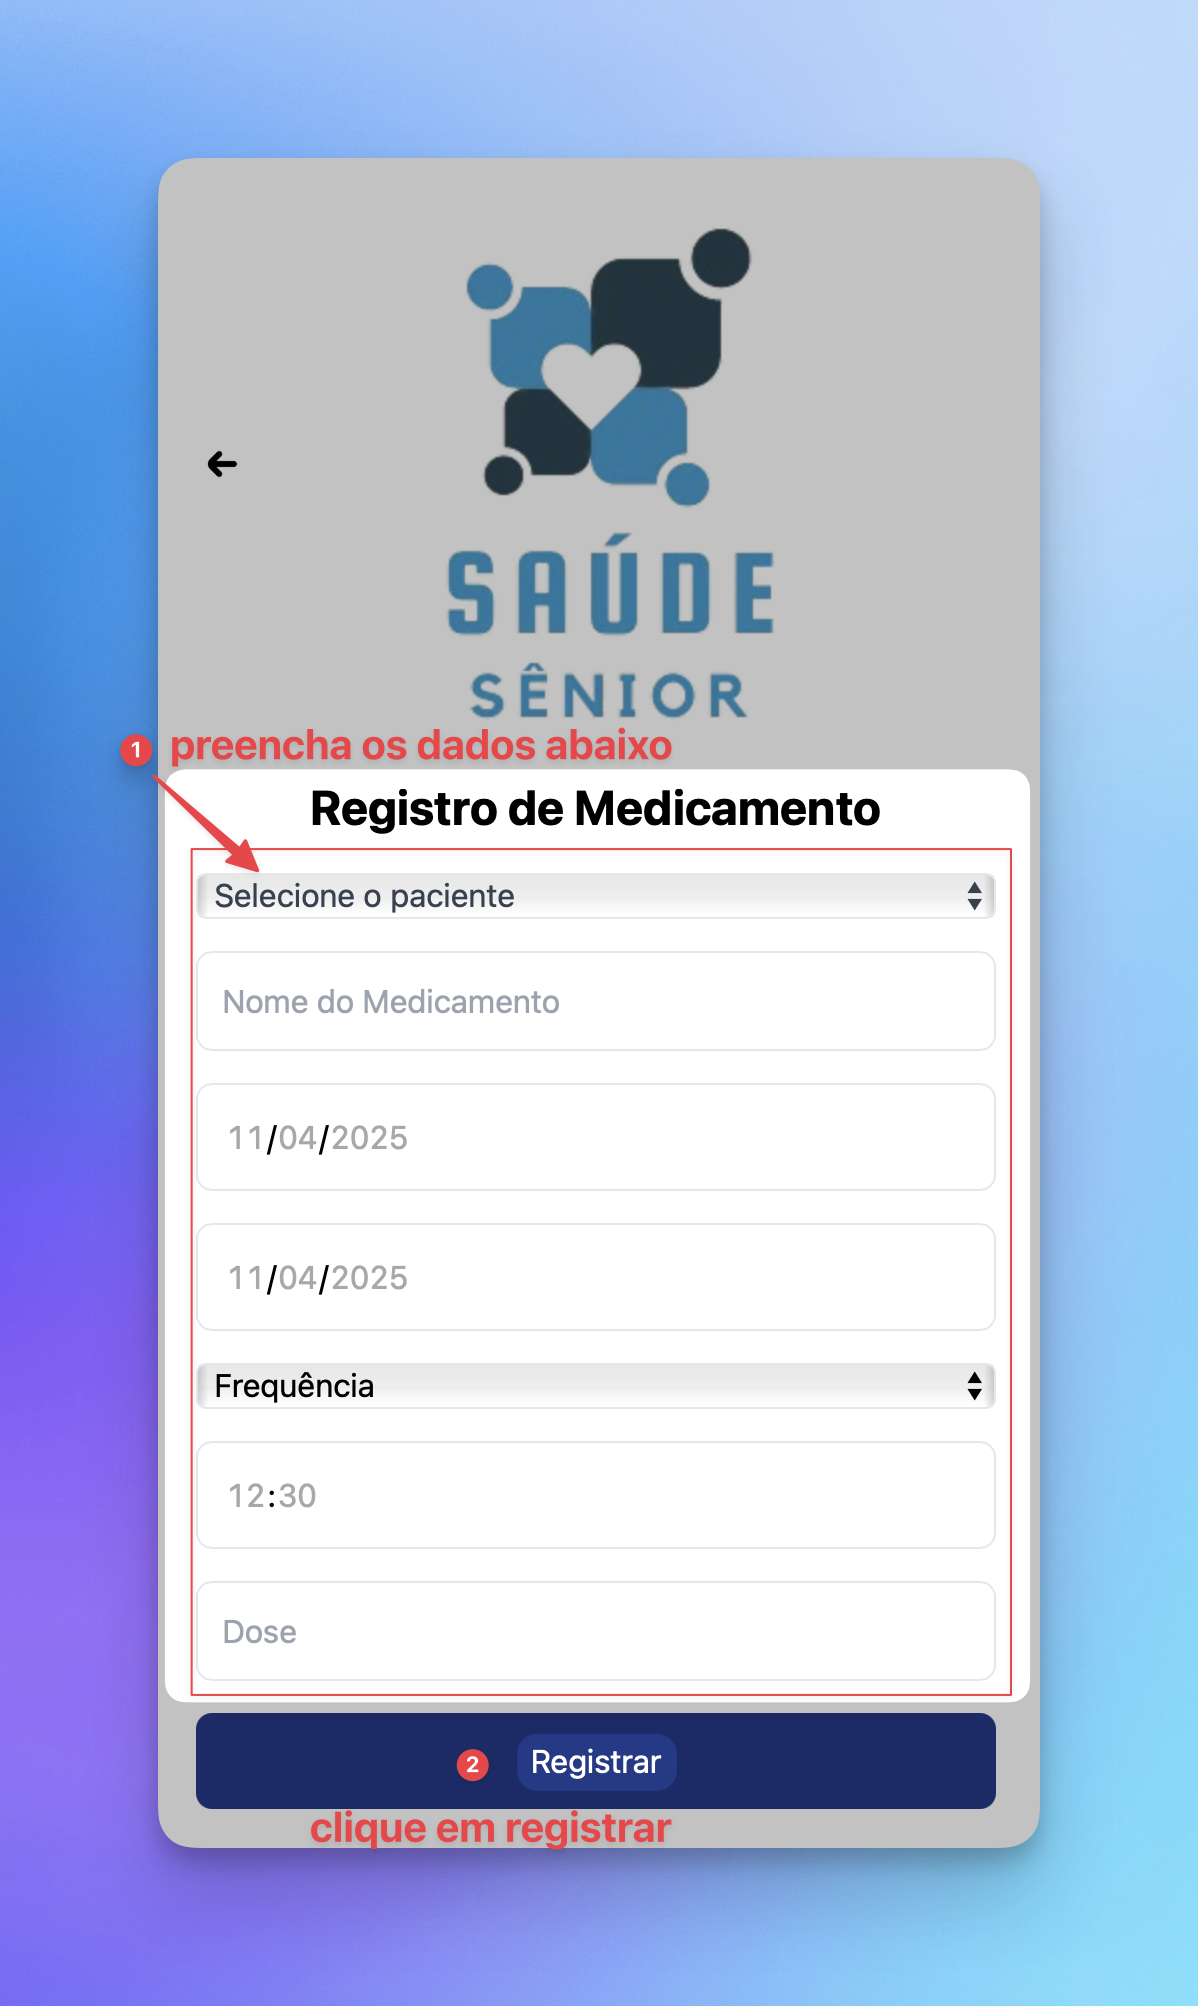 SAÚDE
SÊNIOR
1 preencha os dados abaixo
Registro de Medicamento
Selecione o paciente
Nome do Medicamento
11/04/2025
11/04/2025
Frequência
12:30
Dose
2 Registrar
clique em registrar